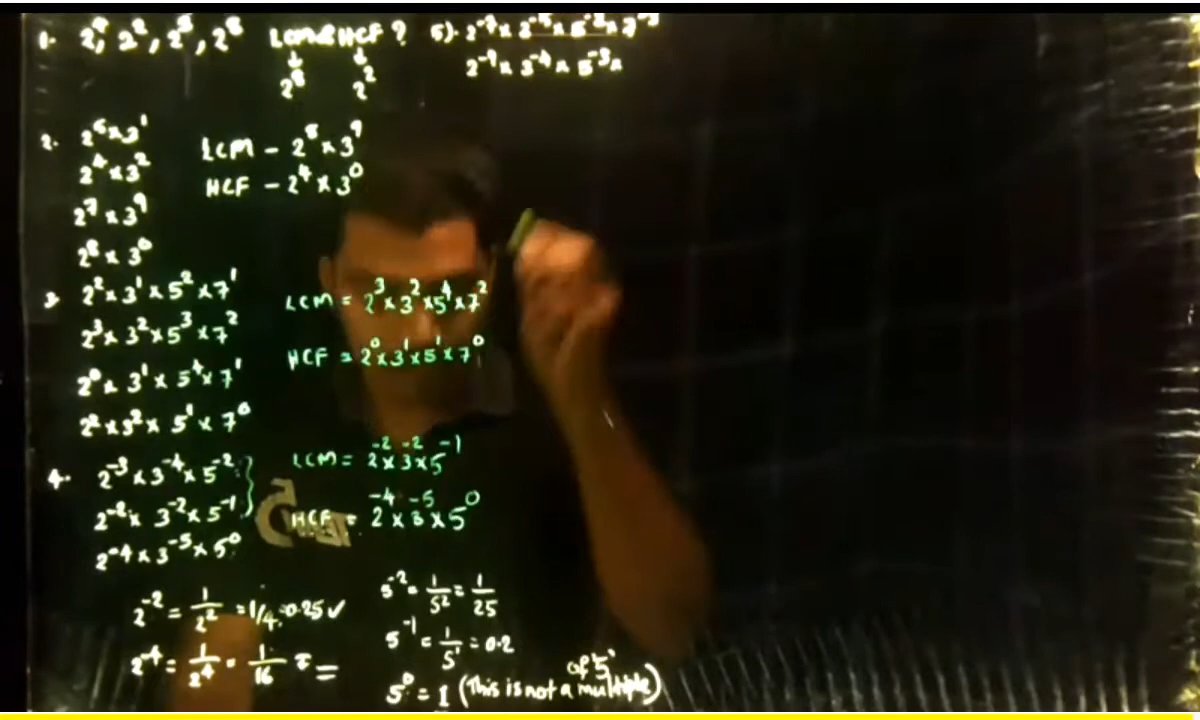 1. 2⁴, 2², 2⁵, 2⁸ LCM & HCF ? 5). 2⁻⁷ x 2⁻⁵ x 5⁻² x 7⁻³
↓ ↓
2⁸ 2²
2⁻⁹ x 3⁻⁴ x 5⁻³ x
2. 2⁶ x 3¹
2⁴ x 3²
2⁷ x 3⁹
2⁸ x 3⁰
LCM - 2⁸ x 3⁹
HCF - 2⁴ x 3⁰
3. 2² x 3¹ x 5² x 7¹
2³ x 3² x 5³ x 7²
2⁰ x 3¹ x 5⁴ x 7¹
2² x 3² x 5¹ x 7⁰
LCM = 2³ x 3² x 5⁴ x 7²
HCF = 2⁰ x 3¹ x 5¹ x 7⁰
4. 2⁻³ x 3⁻⁴ x 5⁻²
2⁻² x 3⁻² x 5⁻¹
2⁻⁴ x 3⁻⁵ x 5⁰
LCM = 2⁻² x 3⁻² x 5⁻¹
HCF = 2⁻⁴ x 3⁻⁵ x 5⁰
2⁻² = 1/2² = 1/4 = 0.25 ✓
2⁻⁴ = 1/2⁴ = 1/16 =
5⁻² = 1/5² = 1/25
5⁻¹ = 1/5¹ = 0.2
5⁰ = 1 (This is not a multiple of 5)